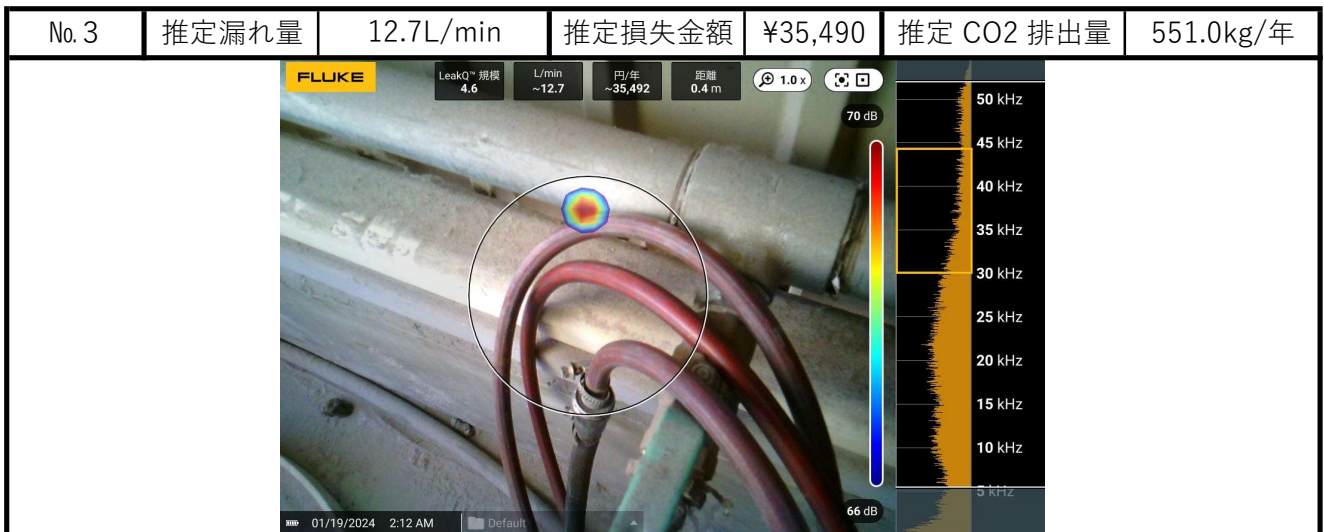 № 3 推定漏れ量 12.7L/min 推定損失金額 ¥35,490 推定 CO2 排出量 551.0kg/年
FLUKE
LeakQ™ 規模
4.6
L/min
~12.7
円/年
~35,492
距離
0.4 m
1.0 x
70 dB
50 kHz
45 kHz
40 kHz
35 kHz
30 kHz
25 kHz
20 kHz
15 kHz
10 kHz
5 kHz
66 dB
01/19/2024 2:12 AM Default